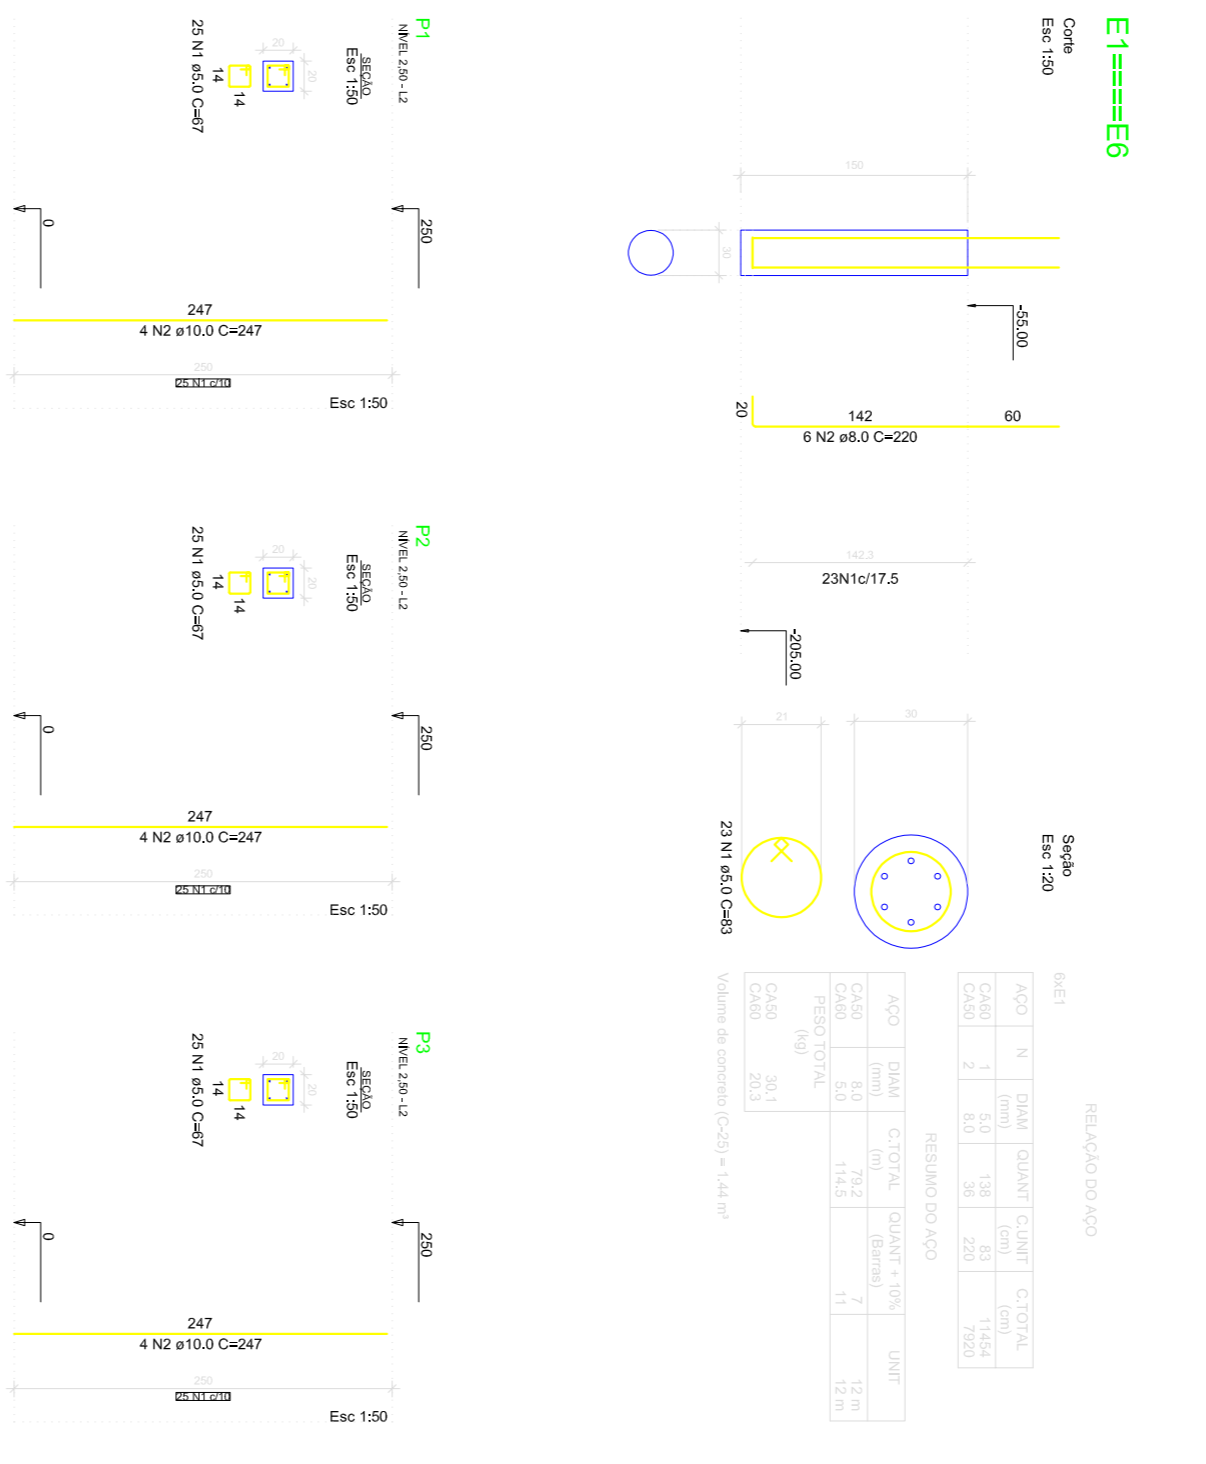 E1====E6
Corte
Esc 1:50
150
30
-55.00
20
142
60
6 N2 ø8.0 C=220
142.3
23N1c/17.5
-205.00
Seção
Esc 1:20
21
30
23 N1 ø5.0 C=83
RELAÇÃO DO AÇO
6xE1
AÇO N DIAM QUANT C.UNIT C.TOTAL
(mm) (cm) (cm)
CA60 1 5.0 138 83 11454
CA50 2 8.0 36 220 7920
RESUMO DO AÇO
AÇO DIAM C.TOTAL QUANT + 10% UNIT
(mm) (m) (Barras)
CA50 8.0 79.2 7 12 m
CA60 5.0 114.5 11 12 m
PESO TOTAL
(kg)
CA50 30.1
CA60 20.3
Volume de concreto (C-25) = 1.44 m³
P1
NÍVEL 2,50 - L2
SEÇÃO
Esc 1:50
20
20
14
14
25 N1 ø5.0 C=67
250
0
247
4 N2 ø10.0 C=247
250
25 N1 c/10
Esc 1:50
P2
NÍVEL 2,50 - L2
SEÇÃO
Esc 1:50
20
20
14
14
25 N1 ø5.0 C=67
250
0
247
4 N2 ø10.0 C=247
250
25 N1 c/10
Esc 1:50
P3
NÍVEL 2,50 - L2
SEÇÃO
Esc 1:50
20
20
14
14
25 N1 ø5.0 C=67
250
0
247
4 N2 ø10.0 C=247
250
25 N1 c/10
Esc 1:50